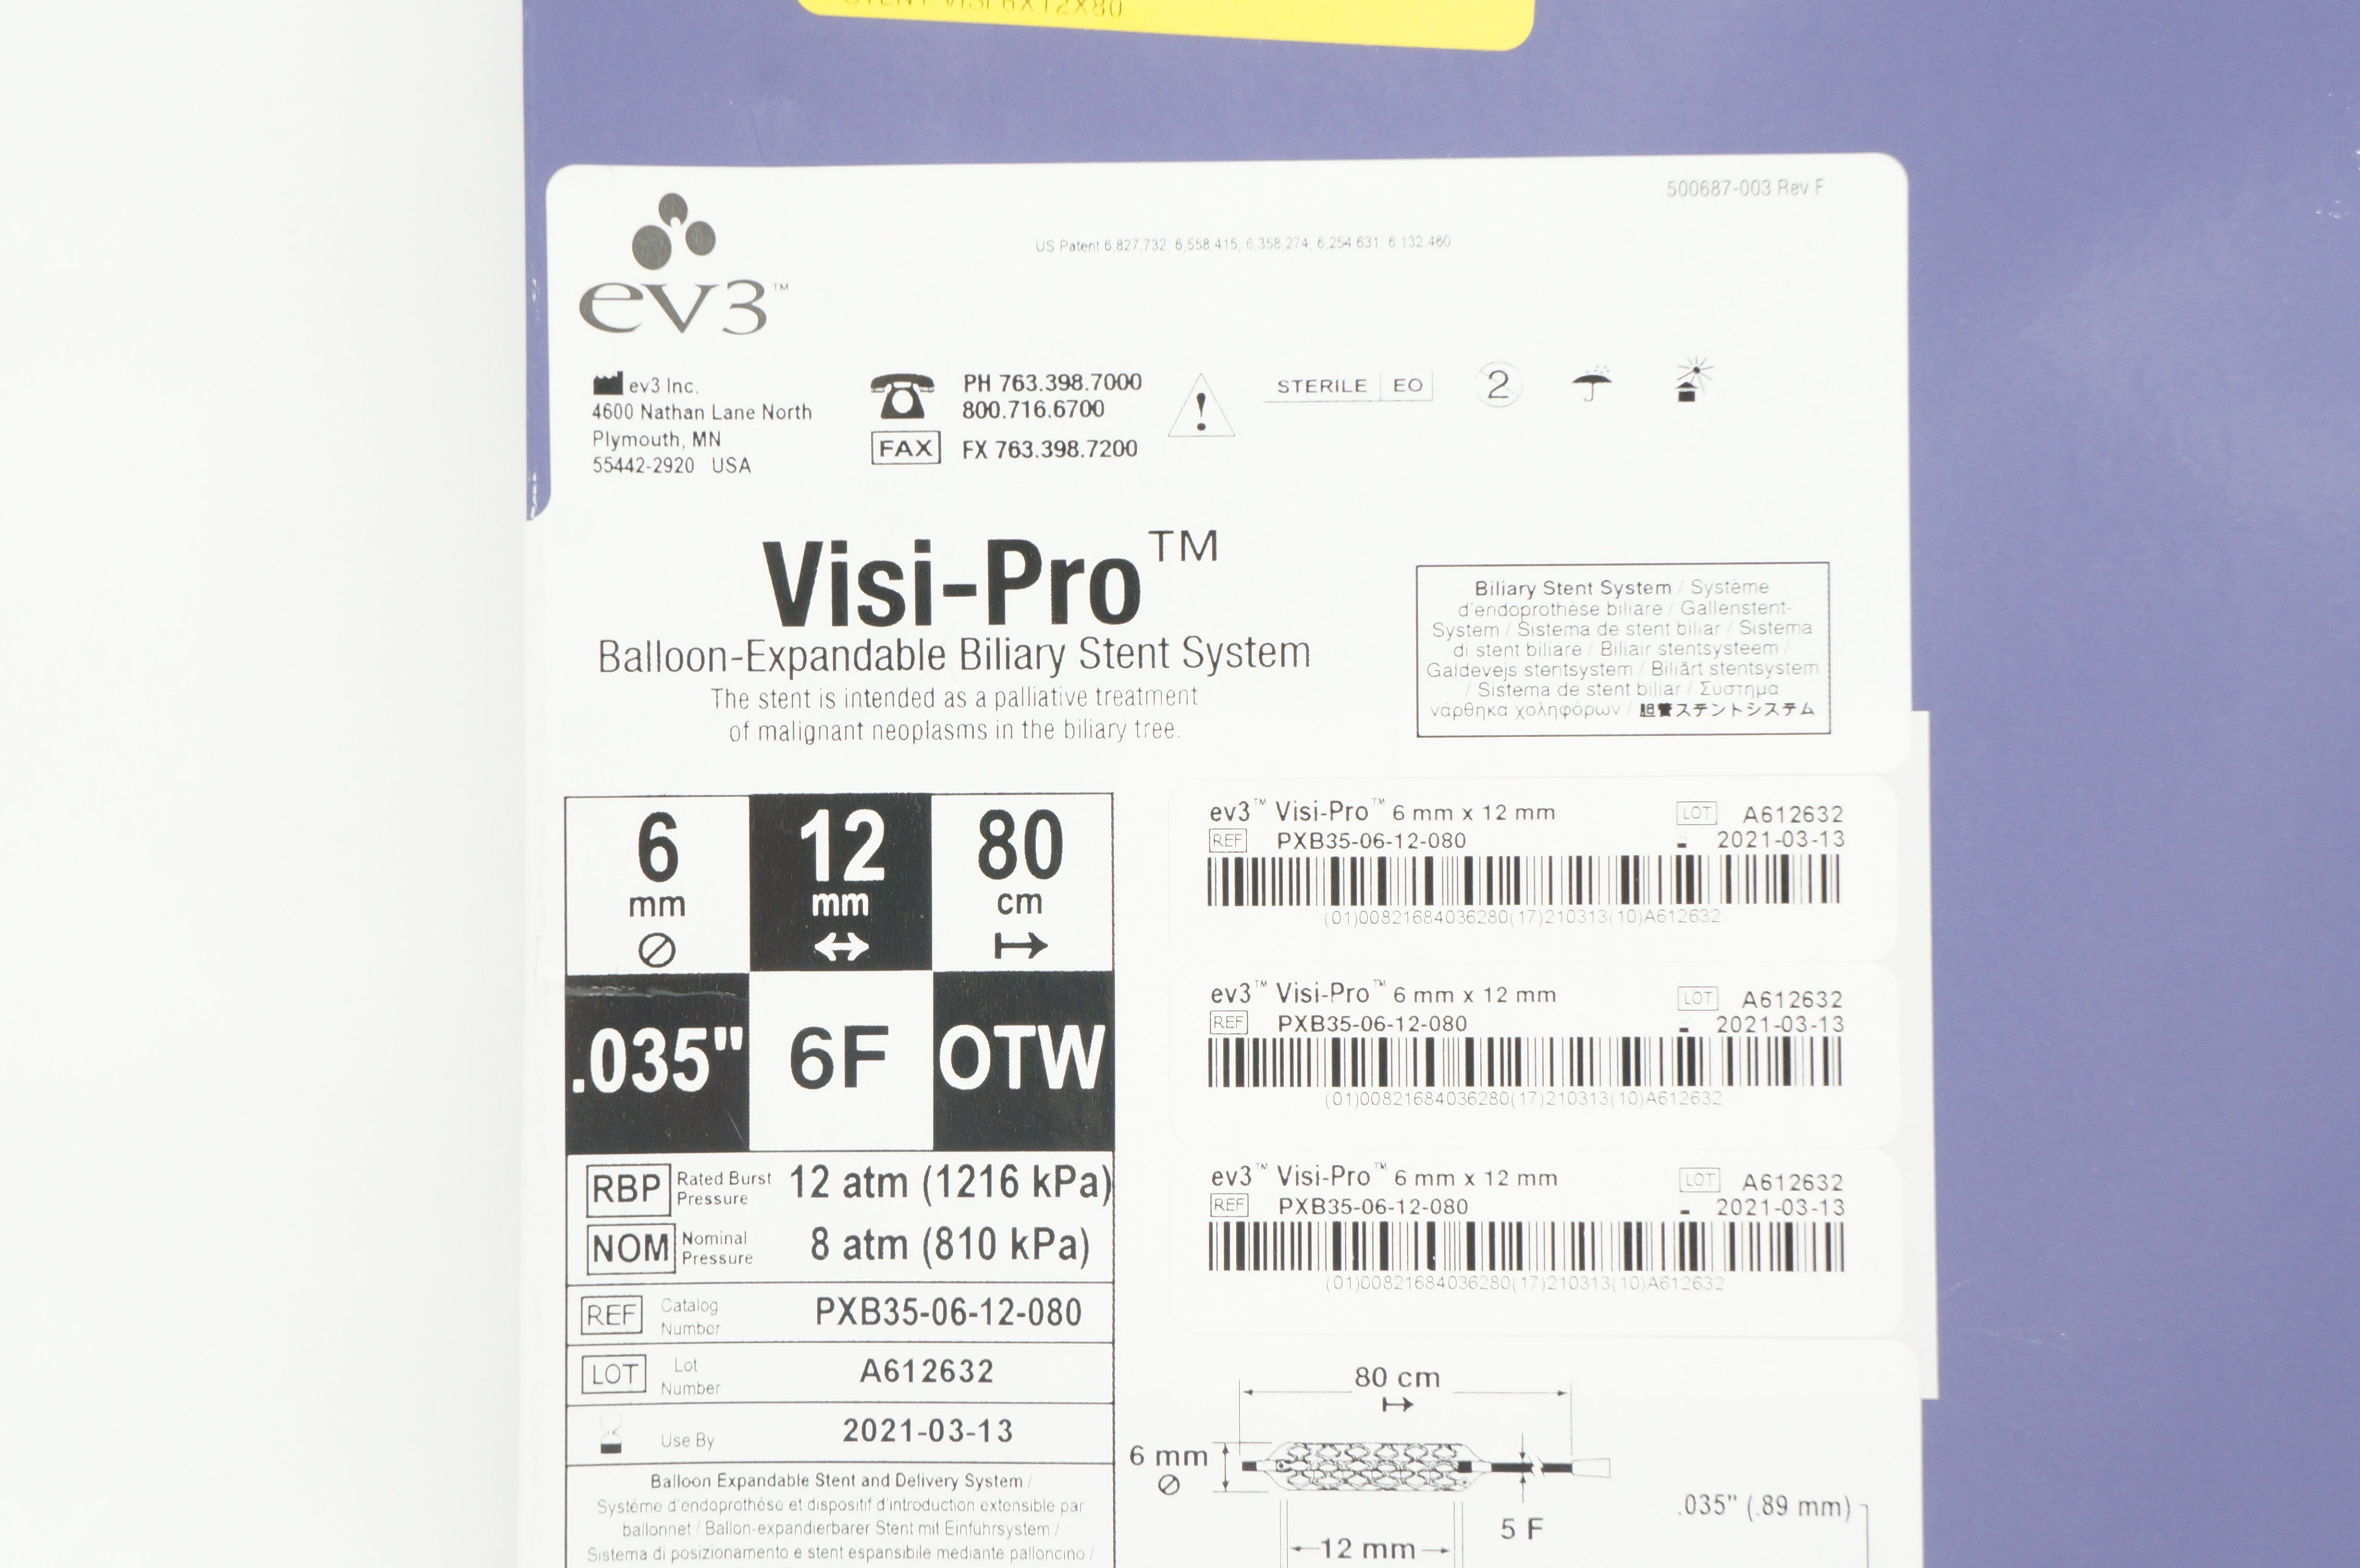 STENT VISI 6X12X80
500687-003 Rev F
US Patent 6,827,732; 6,558,415; 6,358,274; 6,254,631; 6,132,460
ev3™
ev3 Inc.
4600 Nathan Lane North
Plymouth, MN
55442-2920 USA
PH 763.398.7000
800.716.6700
FAX FX 763.398.7200
STERILE EO
2
Visi-Pro™
Balloon-Expandable Biliary Stent System
The stent is intended as a palliative treatment
of malignant neoplasms in the biliary tree.
Biliary Stent System / Système
d'endoprothèse biliare / Gallenstent-
System / Sistema de stent biliar / Sistema
di stent biliare / Biliair stentsysteem /
Galdevejs stentsystem / Biliärt stentsystem
/ Sistema de stent biliar / Σύστημα
νάρθηκα χοληφόρων / 胆管ステントシステム
6 12 80
mm mm cm
.035" 6F OTW
RBP Rated Burst Pressure 12 atm (1216 kPa)
NOM Nominal Pressure 8 atm (810 kPa)
REF Catalog Number PXB35-06-12-080
LOT Lot Number A612632
Use By 2021-03-13
Balloon Expandable Stent and Delivery System /
Système d'endoprothèse et dispositif d'introduction extensible par
ballonnet / Ballon-expandierbarer Stent mit Einführsystem /
Sistema di posizionamento e stent espansibile mediante palloncino /
ev3™ Visi-Pro™ 6 mm x 12 mm LOT A612632
REF PXB35-06-12-080 2021-03-13
(01)00821684036280(17)210313(10)A612632
ev3™ Visi-Pro™ 6 mm x 12 mm LOT A612632
REF PXB35-06-12-080 2021-03-13
(01)00821684036280(17)210313(10)A612632
ev3™ Visi-Pro™ 6 mm x 12 mm LOT A612632
REF PXB35-06-12-080 2021-03-13
(01)00821684036280(17)210313(10)A612632
80 cm
6 mm
.035" (.89 mm)
5 F
12 mm